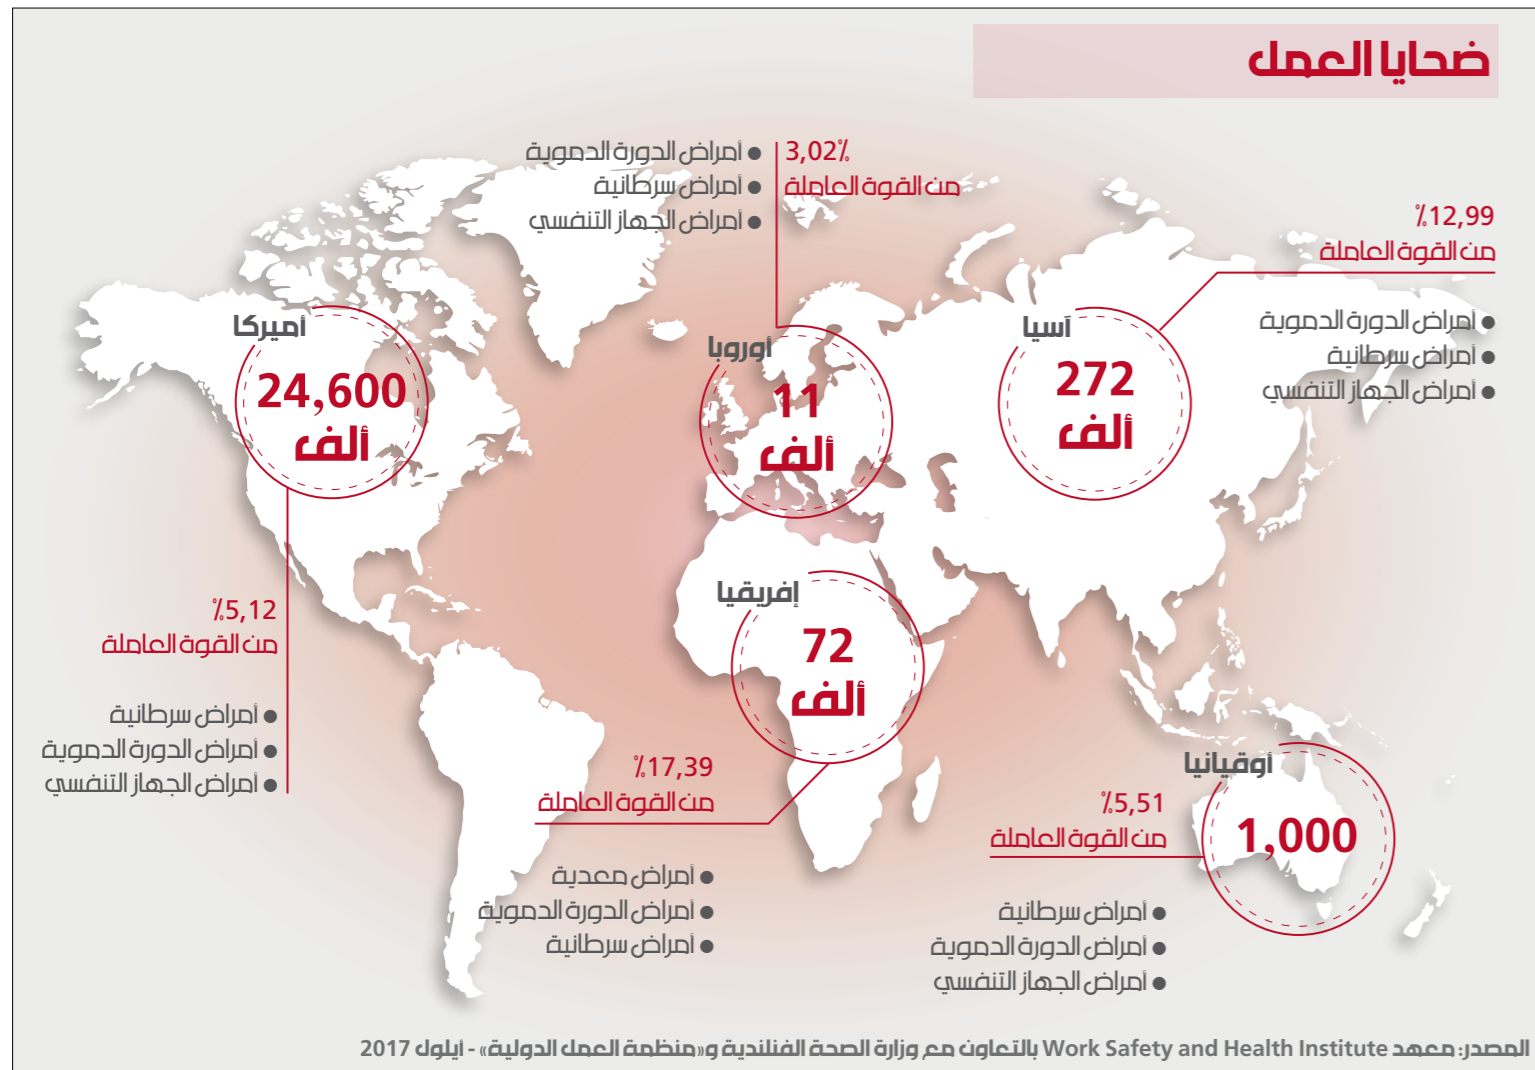 ضحايا العمل
3,02%
من القوة العاملة
● أمراض الدورة الدموية
● أمراض سرطانية
● أمراض الجهاز التنفسي
%12,99
من القوة العاملة
● أمراض الدورة الدموية
● أمراض سرطانية
● أمراض الجهاز التنفسي
آسيا
272
ألف
أوروبا
11
ألف
أميركا
24,600
ألف
%5,12
من القوة العاملة
● أمراض سرطانية
● أمراض الدورة الدموية
● أمراض الجهاز التنفسي
إفريقيا
72
ألف
%17,39
من القوة العاملة
● أمراض معدية
● أمراض الدورة الدموية
● أمراض سرطانية
أوقيانيا
1,000
%5,51
من القوة العاملة
● أمراض سرطانية
● أمراض الدورة الدموية
● أمراض الجهاز التنفسي
المصدر: معهد Work Safety and Health Institute بالتعاون مع وزارة الصحة الفنلندية و«منظمة العمل الدولية» - أيلول 2017